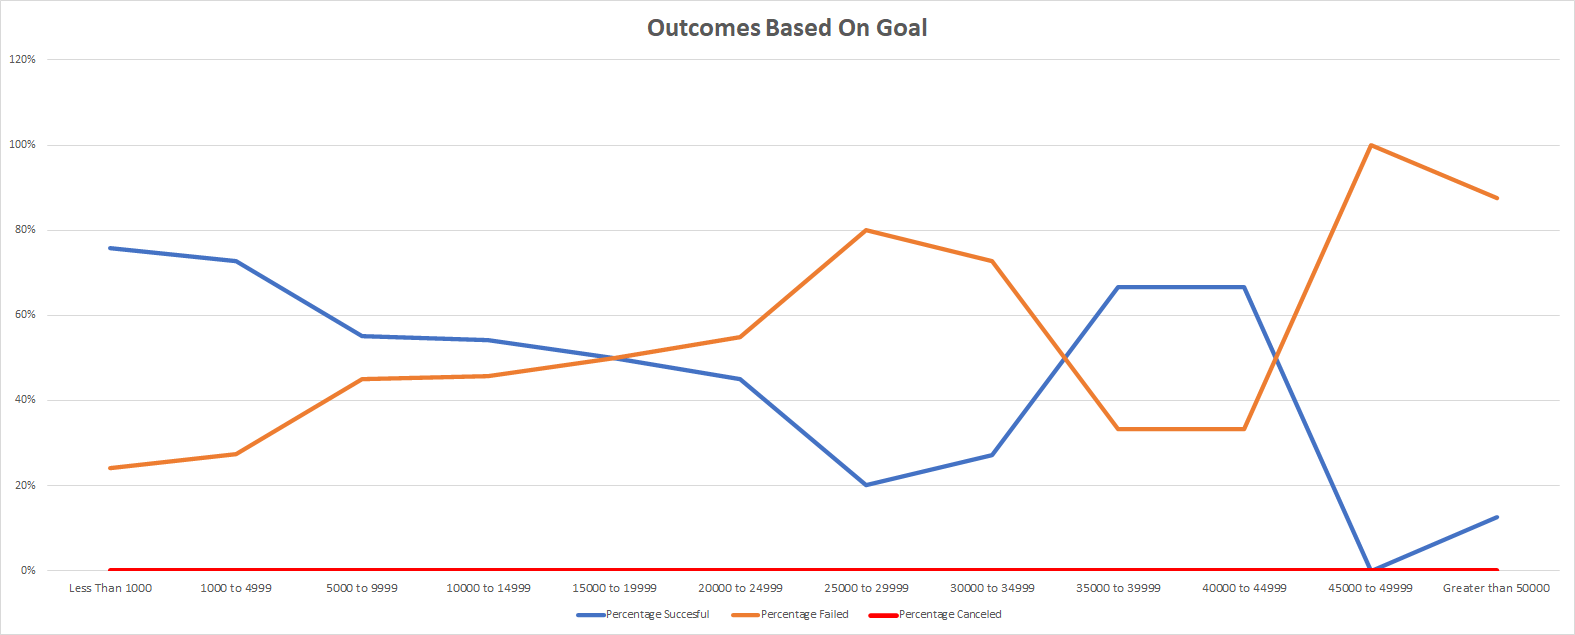 Outcomes Based On Goal
120%
100%
80%
60%
40%
20%
0%
Less Than 1000 1000 to 4999 5000 to 9999 10000 to 14999 15000 to 19999 20000 to 24999 25000 to 29999 30000 to 34999 35000 to 39999 40000 to 44999 45000 to 49999 Greater than 50000
Percentage Succesful Percentage Failed Percentage Canceled